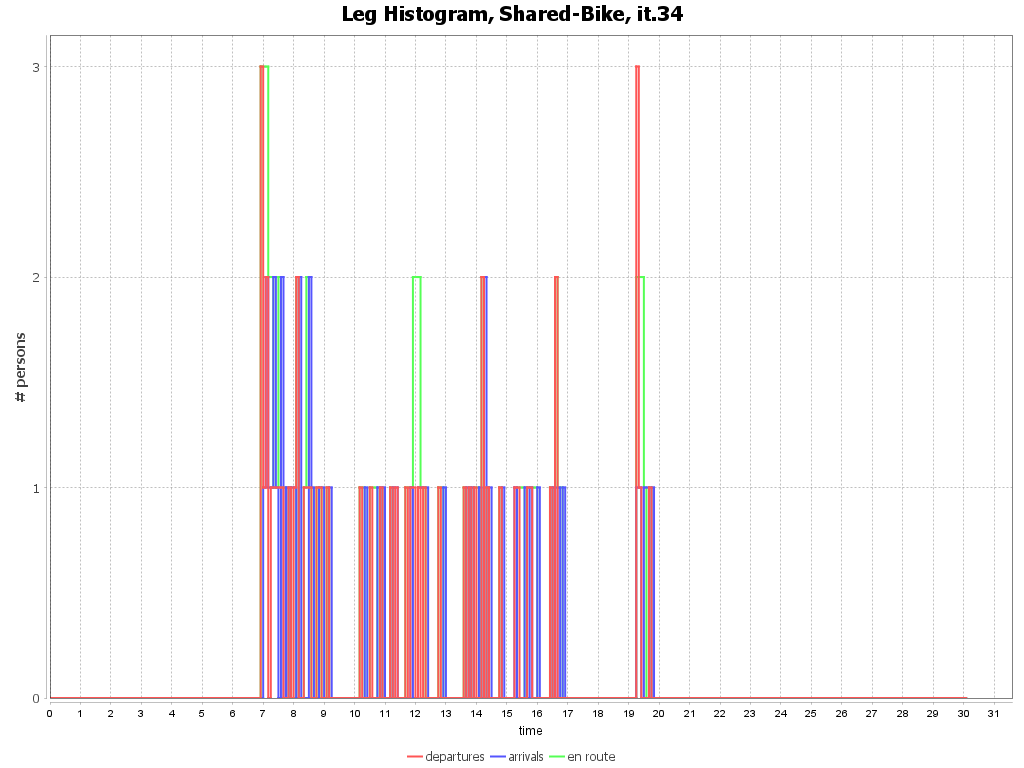 Leg Histogram, Shared-Bike, it.34
# persons
3
2
1
0
0 1 2 3 4 5 6 7 8 9 10 11 12 13 14 15 16 17 18 19 20 21 22 23 24 25 26 27 28 29 30 31
time
departures arrivals en route